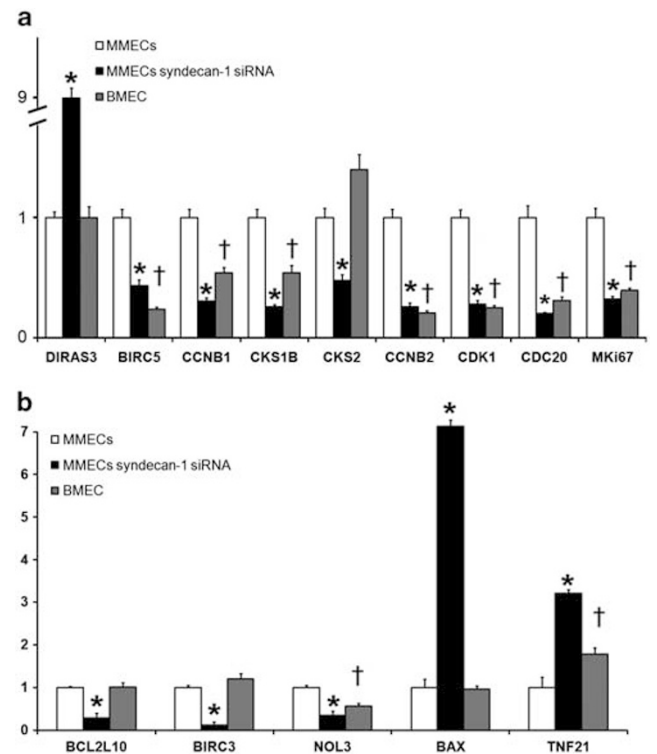 a
MMECs
MMECs syndecan-1 siRNA
BMEC
9
*
1
* †
* †
* †
*
* †
* †
* †
* †
0
DIRAS3 BIRC5 CCNB1 CKS1B CKS2 CCNB2 CDK1 CDC20 MKi67
b
7
MMECs
MMECs syndecan-1 siRNA
BMEC
*
6
5
4
3
*
2
†
1
*
*
* †
0
BCL2L10 BIRC3 NOL3 BAX TNF21